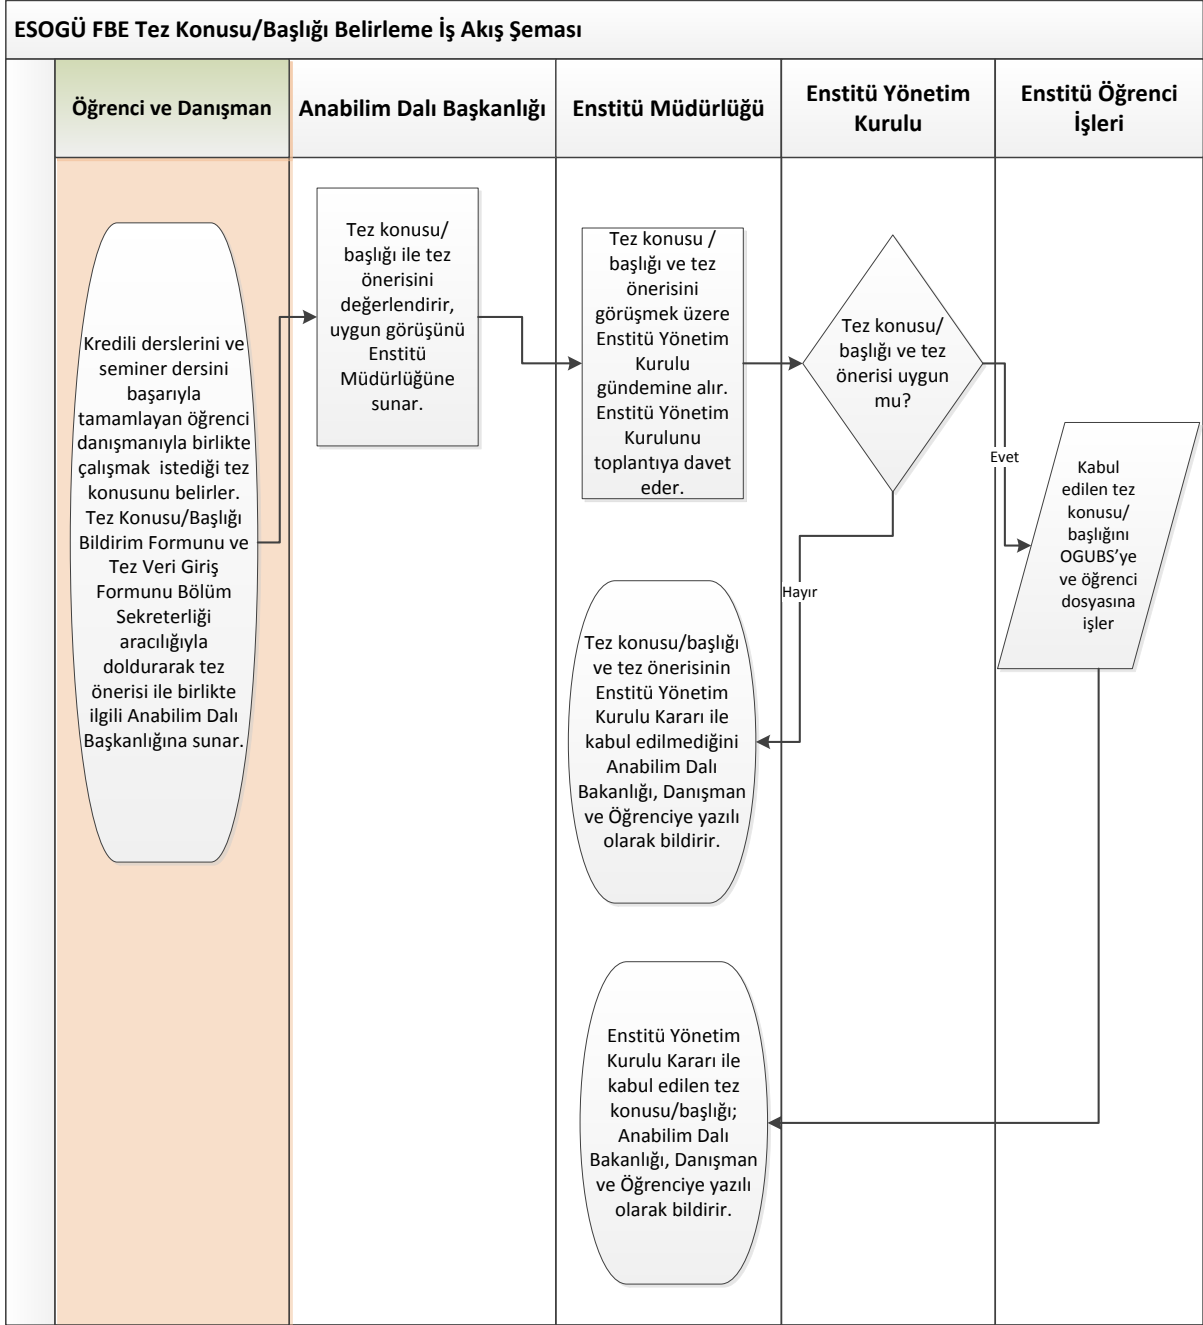 ESOGÜ FBE Tez Konusu/Başlığı Belirleme İş Akış Şeması
Öğrenci ve Danışman
Anabilim Dalı Başkanlığı
Enstitü Müdürlüğü
Enstitü Yönetim
Kurulu
Enstitü Öğrenci
İşleri
Kredili derslerini ve
seminer dersini
başarıyla
tamamlayan öğrenci
danışmanıyla birlikte
çalışmak istediği tez
konusunu belirler.
Tez Konusu/Başlığı
Bildirim Formunu ve
Tez Veri Giriş
Formunu Bölüm
Sekreterliği
aracılığıyla
doldurarak tez
önerisi ile birlikte
ilgili Anabilim Dalı
Başkanlığına sunar.
Tez konusu/
başlığı ile tez
önerisini
değerlendirir,
uygun görüşünü
Enstitü
Müdürlüğüne
sunar.
Tez konusu /
başlığı ve tez
önerisini
görüşmek üzere
Enstitü Yönetim
Kurulu
gündemine alır.
Enstitü Yönetim
Kurulunu
toplantıya davet
eder.
Tez konusu/
başlığı ve tez
önerisi uygun
mu?
Evet
Hayır
Kabul
edilen tez
konusu/
başlığını
OGUBS’ye
ve öğrenci
dosyasına
işler
Tez konusu/başlığı
ve tez önerisinin
Enstitü Yönetim
Kurulu Kararı ile
kabul edilmediğini
Anabilim Dalı
Bakanlığı, Danışman
ve Öğrenciye yazılı
olarak bildirir.
Enstitü Yönetim
Kurulu Kararı ile
kabul edilen tez
konusu/başlığı;
Anabilim Dalı
Bakanlığı, Danışman
ve Öğrenciye yazılı
olarak bildirir.